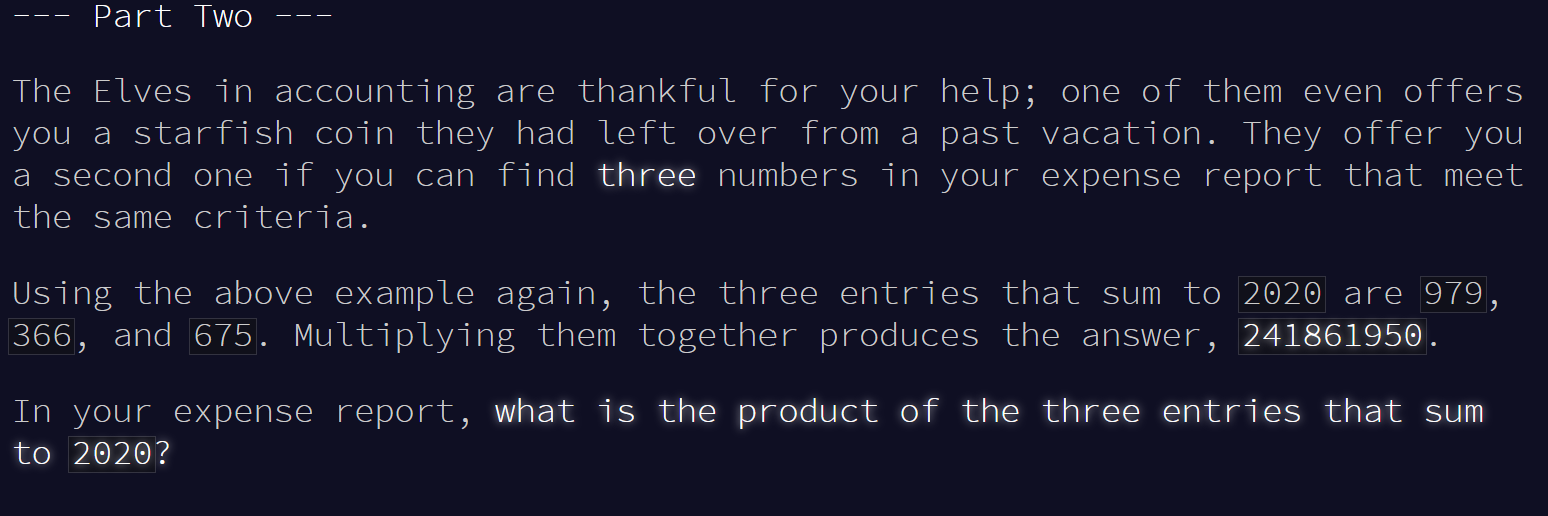 --- Part Two ---
The Elves in accounting are thankful for your help; one of them even offers
you a starfish coin they had left over from a past vacation. They offer you
a second one if you can find three numbers in your expense report that meet
the same criteria.
Using the above example again, the three entries that sum to 2020 are 979,
366, and 675. Multiplying them together produces the answer, 241861950.
In your expense report, what is the product of the three entries that sum
to 2020?